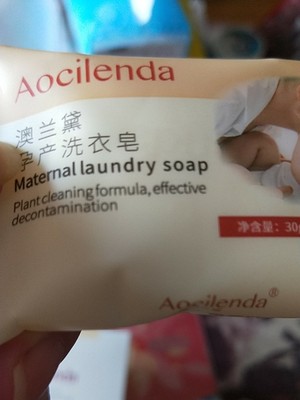 Aocilenda
澳兰黛
孕产洗衣皂
Maternal laundry soap
Plant cleaning formula, effective
decontamination
净含量：30g
Aocilenda®